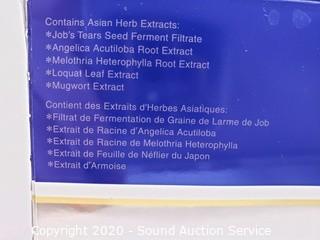 Contains Asian Herb Extracts:
*Job's Tears Seed Ferment Filtrate
*Angelica Acutiloba Root Extract
*Melothria Heterophylla Root Extract
*Loquat Leaf Extract
*Mugwort Extract
Contient des Extraits d'Herbes Asiatiques:
*Filtrat de Fermentation de Graine de Larme de Job
*Extrait de Racine d'Angelica Acutiloba
*Extrait de Racine de Melothria Heterophylla
*Extrait de Feuille de Néflier du Japon
*Extrait d'Armoise
Copyright 2020 - Sound Auction Service